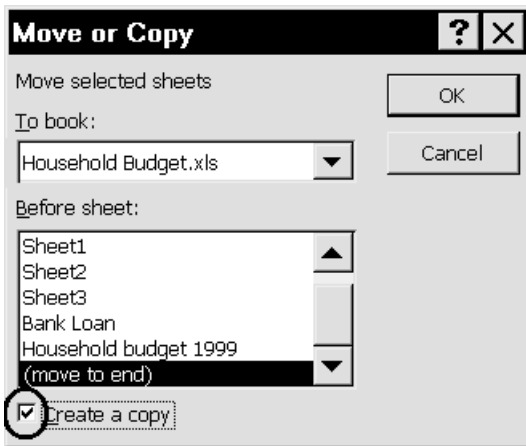 Move or Copy ? X
Move selected sheets
OK
To book:
Household Budget.xls
Cancel
Before sheet:
Sheet1
Sheet2
Sheet3
Bank Loan
Household budget 1999
(move to end)
Create a copy